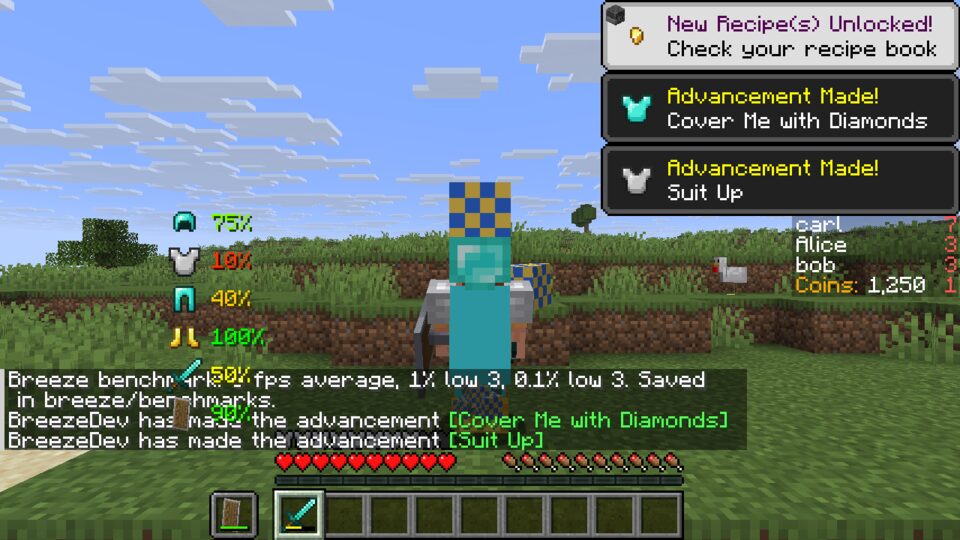 New Recipe(s) Unlocked!
Check your recipe book
Advancement Made!
Cover Me with Diamonds
Advancement Made!
Suit Up
carl 7
Alice 3
bob 3
Coins: 1,250 1
75%
10%
40%
100%
50%
90%
Breeze benchmark: fps average, 1% low 3, 0.1% low 3. Saved
in breeze/benchmarks.
BreezeDev has made the advancement [Cover Me with Diamonds]
BreezeDev has made the advancement [Suit Up]